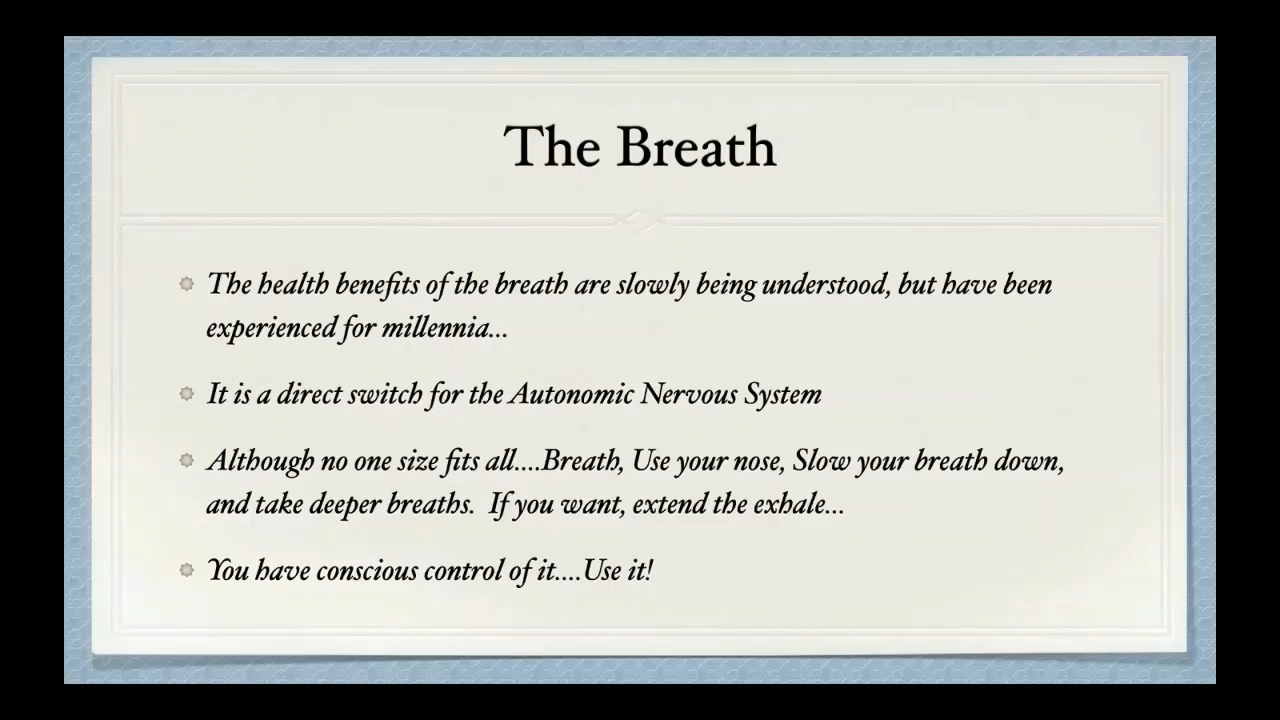 The Breath
The health benefits of the breath are slowly being understood, but have been
experienced for millennia...
It is a direct switch for the Autonomic Nervous System
Although no one size fits all....Breath, Use your nose, Slow your breath down,
and take deeper breaths.  If you want, extend the exhale...
You have conscious control of it....Use it!